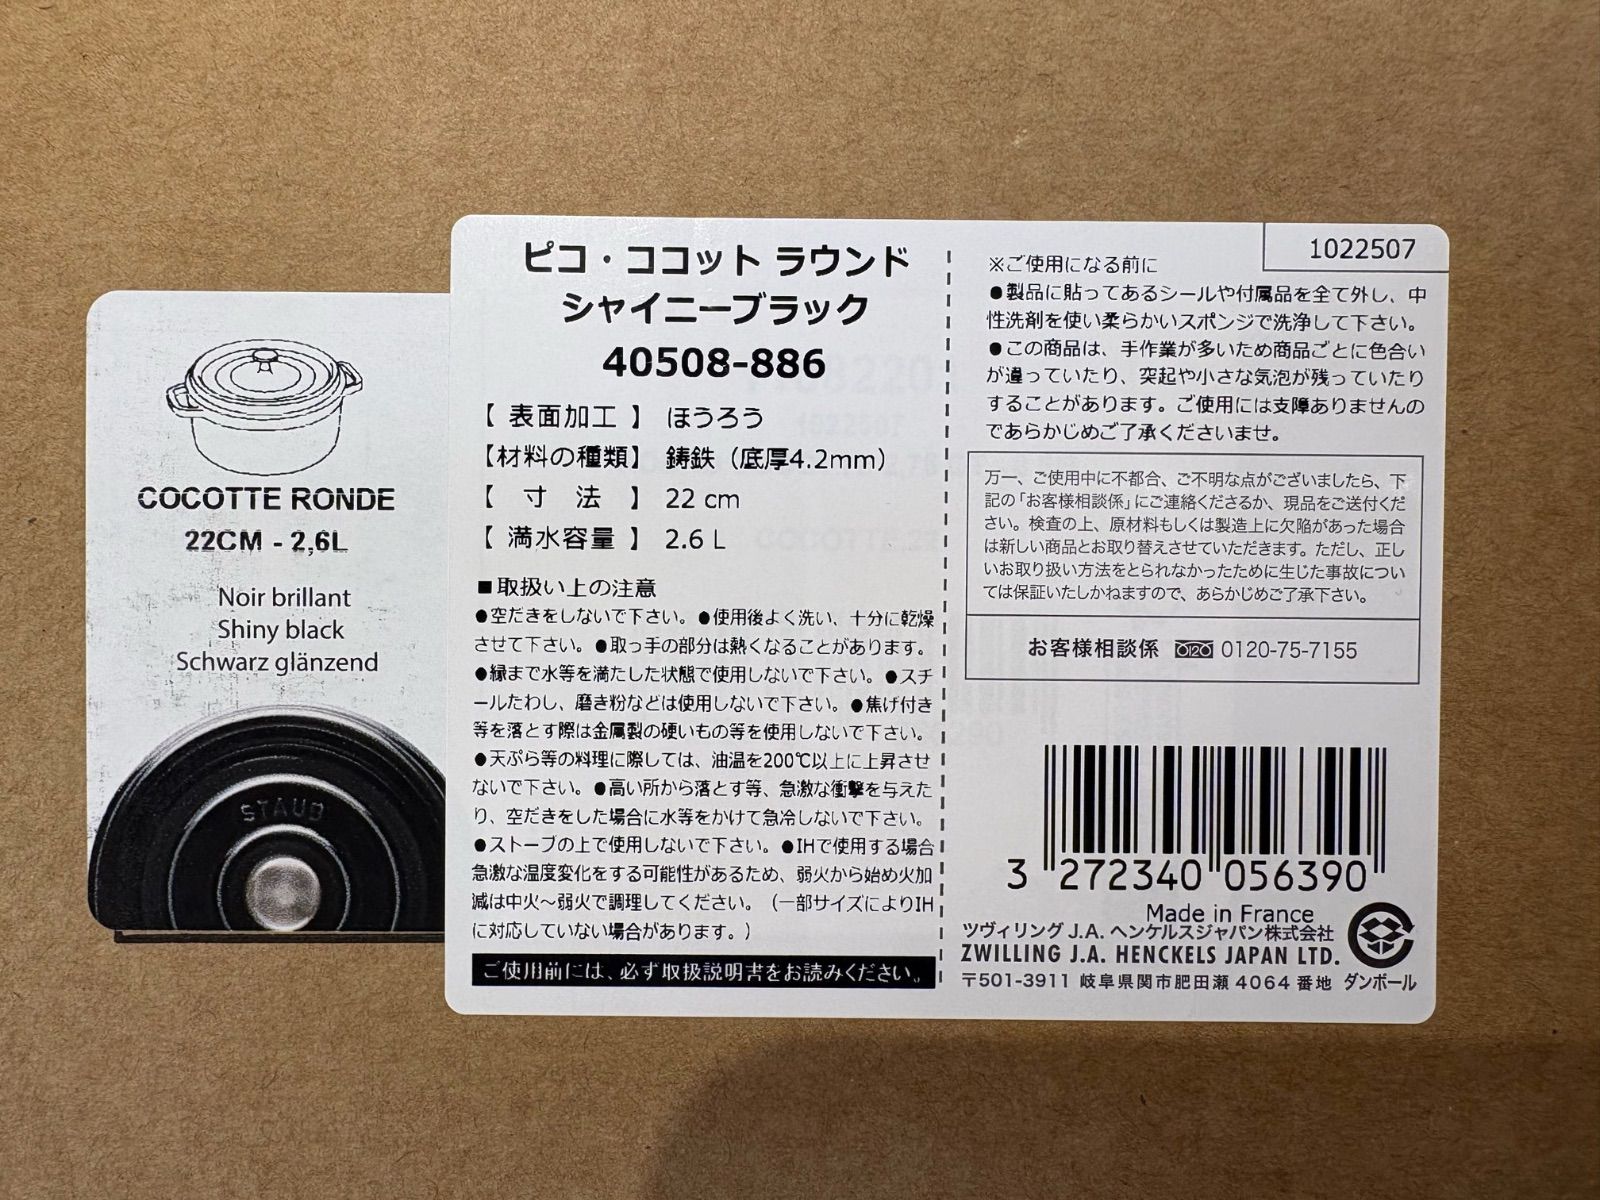 COCOTTE RONDE
22CM - 2,6L
Noir brillant
Shiny black
Schwarz glänzend
STAUB
ピコ・ココット ラウンド
シャイニーブラック
40508-886
【 表面加工 】 ほうろう
【材料の種類】 鋳鉄（底厚4.2mm）
【 寸 法 】 22 cm
【 満水容量 】 2.6 L
■取扱い上の注意
●空だきをしないで下さい。●使用後よく洗い、十分に乾燥
させて下さい。●取っ手の部分は熱くなることがあります。
●縁まで水等を満たした状態で使用しないで下さい。●スチ
ールたわし、磨き粉などは使用しないで下さい。●焦げ付き
等を落とす際は金属製の硬いもの等を使用しないで下さい。
●天ぷら等の料理に際しては、油温を200℃以上に上昇させ
ないで下さい。●高い所から落とす等、急激な衝撃を与えた
り、空だきをした場合に水等をかけて急冷しないで下さい。
●ストーブの上で使用しないで下さい。●IHで使用する場合
急激な温度変化をする可能性があるため、弱火から始め火加
減は中火～弱火で調理してください。（一部サイズによりIH
に対応していない場合があります。）
ご使用前には、必ず取扱説明書をお読みください。
1022507
※ご使用になる前に
●製品に貼ってあるシールや付属品を全て外し、中
性洗剤を使い柔らかいスポンジで洗浄して下さい。
●この商品は、手作業が多いため商品ごとに色合い
が違っていたり、突起や小さな気泡が残っていたり
することがあります。ご使用には支障ありませんの
であらかじめご了承くださいませ。
万一、ご使用中に不都合、ご不明な点がございましたら、下
記の「お客様相談係」にご連絡くださるか、現品をご送付くだ
さい。検査の上、原材料もしくは製造上に欠陥があった場合
は新しい商品とお取り替えさせていただきます。ただし、正し
いお取り扱い方法をとられなかったために生じた事故につい
ては保証いたしかねますので、あらかじめご了承下さい。
お客様相談係 0120-75-7155
3 272340 056390
Made in France
ツヴィリング J.A. ヘンケルスジャパン株式会社
ZWILLING J.A. HENCKELS JAPAN LTD.
〒501-3911 岐阜県関市肥田瀬 4064 番地 ダンボール